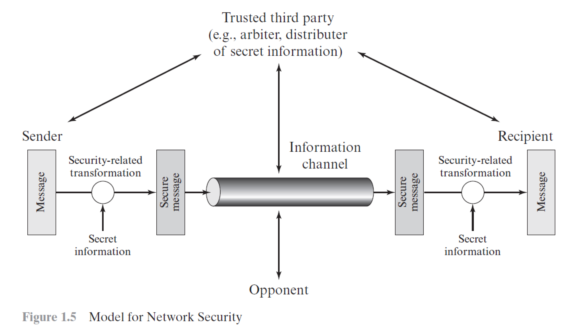 Trusted third party
(e.g., arbiter, distributer
of secret information)
Sender
Recipient
Information
channel
Security-related
transformation
Security-related
transformation
Message
Secure
message
Secure
message
Message
Secret
information
Secret
information
Opponent
Figure 1.5 Model for Network Security